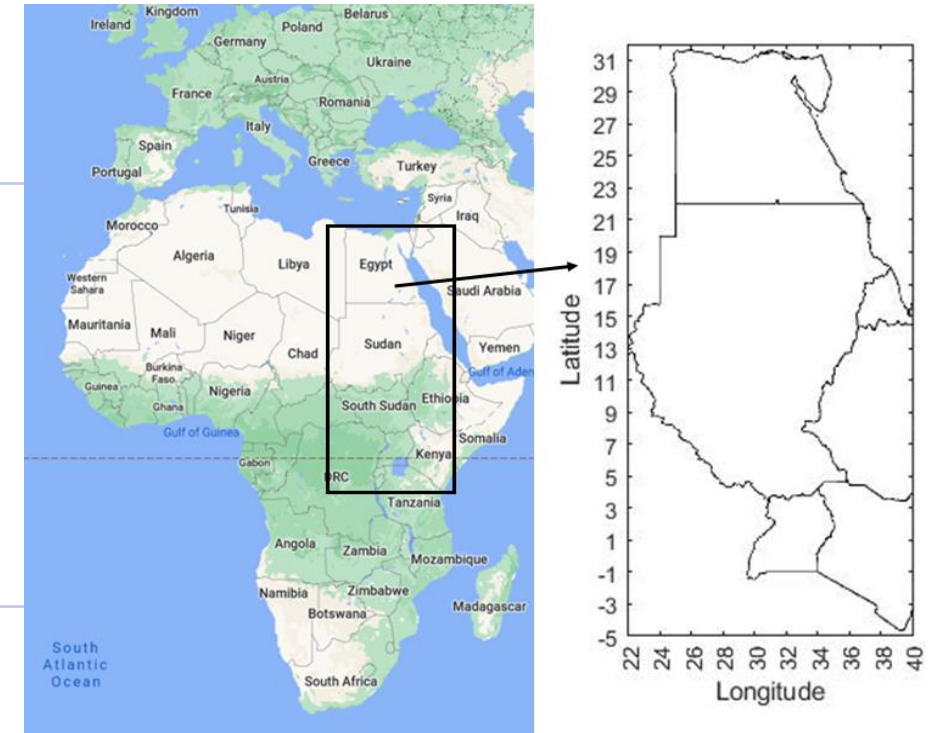 Kingdom
Ireland
Belarus
Poland
Germany
Ukraine
Austria
France
Romania
Italy
Spain
Portugal
Greece
Turkey
Syria
Iraq
Tunisia
Morocco
Algeria
Libya
Egypt
Western
Sahara
Saudi Arabia
Mauritania
Mali
Niger
Chad
Sudan
Yemen
Gulf of Aden
Burkina
Faso
Guinea
Ghana
Nigeria
South Sudan
Ethiopia
Gulf of Guinea
Somalia
Gabon
Kenya
DRC
Tanzania
Angola
Zambia
Mozambique
Namibia
Zimbabwe
Botswana
Madagascar
South
Atlantic
Ocean
South Africa
31
29
27
25
23
21
19
17
15
13
11
9
7
5
3
1
-1
-3
-5
Latitude
22 24 26 28 30 32 34 36 38 40
Longitude